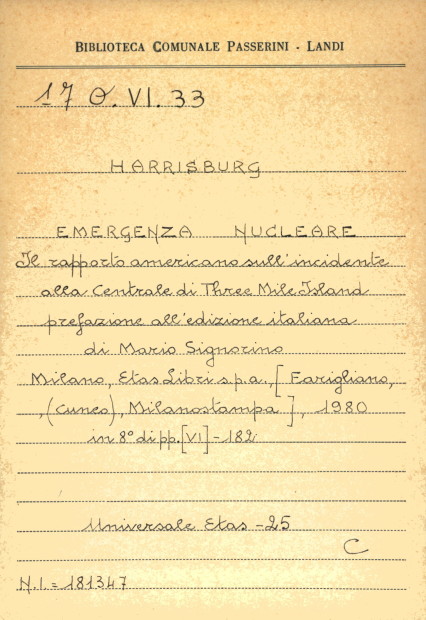 BIBLIOTECA COMUNALE PASSERINI - LANDI
17 O. VI. 33
HARRISBURG
EMERGENZA NUCLEARE
Il rapporto americano sull'incidente
alla Centrale di Three Mile Island
prefazione all'edizione italiana
di Mario Signorino
Milano, Etas Libri s.p.a., [Farigliano,
,(Cuneo), Milanostampa], 1980
in 8° di pp. [VI]-182
Universale Etas -25
C
N.I. = 181347